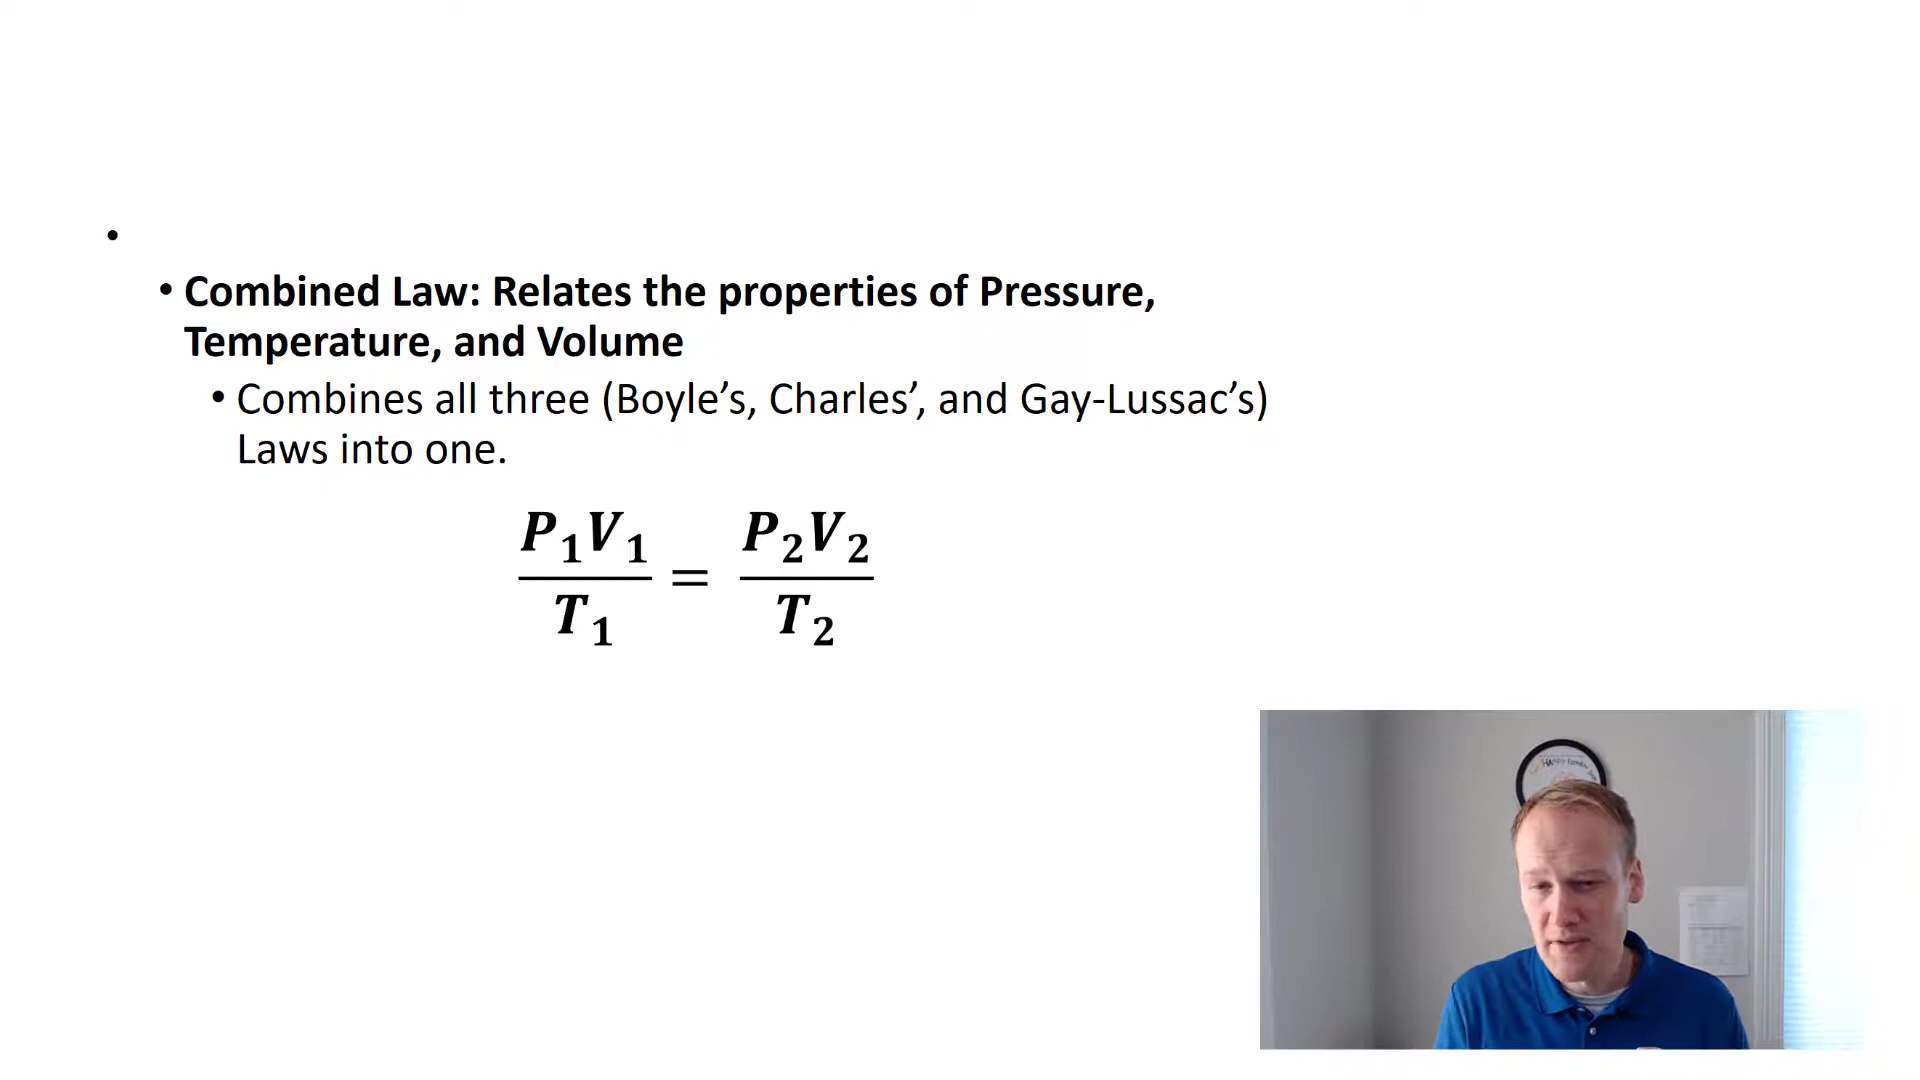 • Combined Law: Relates the properties of Pressure,
Temperature, and Volume
• Combines all three (Boyle’s, Charles’, and Gay-Lussac’s)
Laws into one.
P₁V₁/T₁ = P₂V₂/T₂